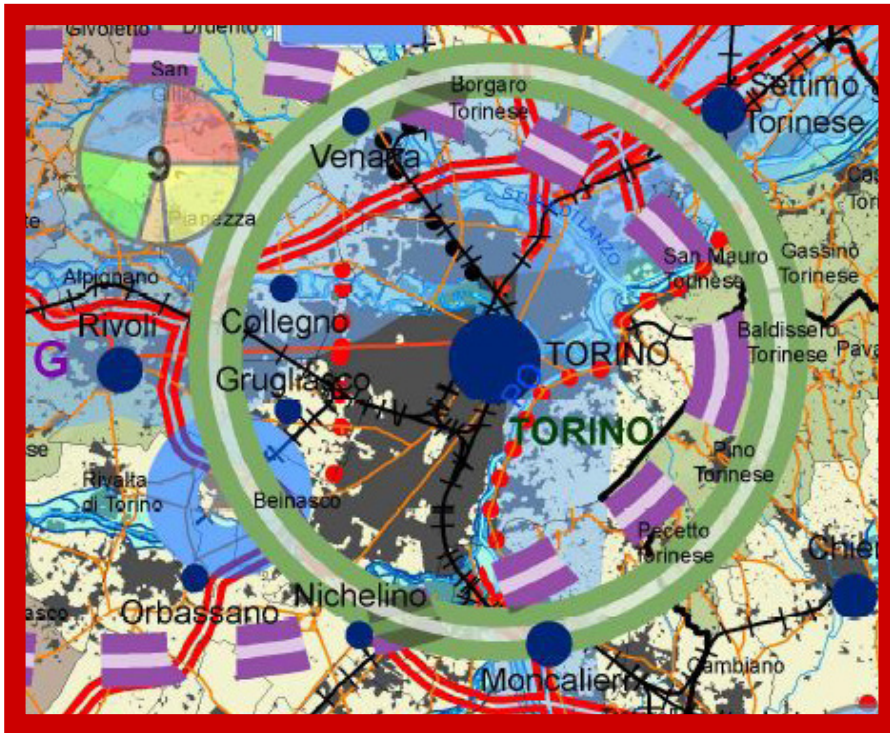 Givoletto
Druento
San
Gillio
Borgaro
Torinese
Settimo
Torinese
Venaria
9
Pianezza
STURA DI LANZO
San Mauro
Torinese
Gassino
Torinese
Alpignano
Rivoli
Collegno
G
Grugliasco
TORINO
PO
Baldissero
Torinese
TORINO
Pino
Torinese
Rivalta
di Torino
Beinasco
Pecetto
Torinese
Nichelino
Orbassano
Moncalieri
Cambiano